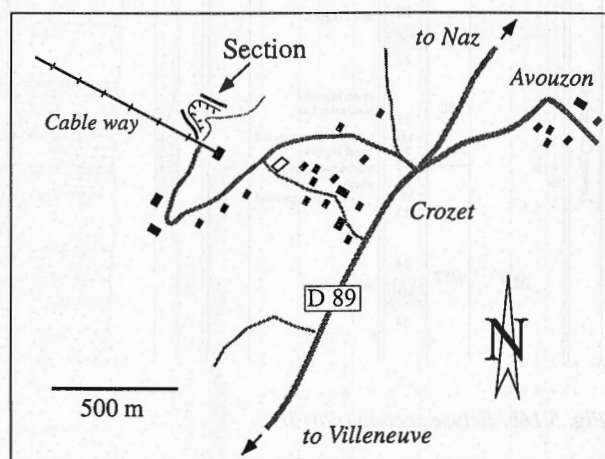 to Naz
Section
Avouzon
Cable way
Crozet
D 89
N
500 m
to Villeneuve